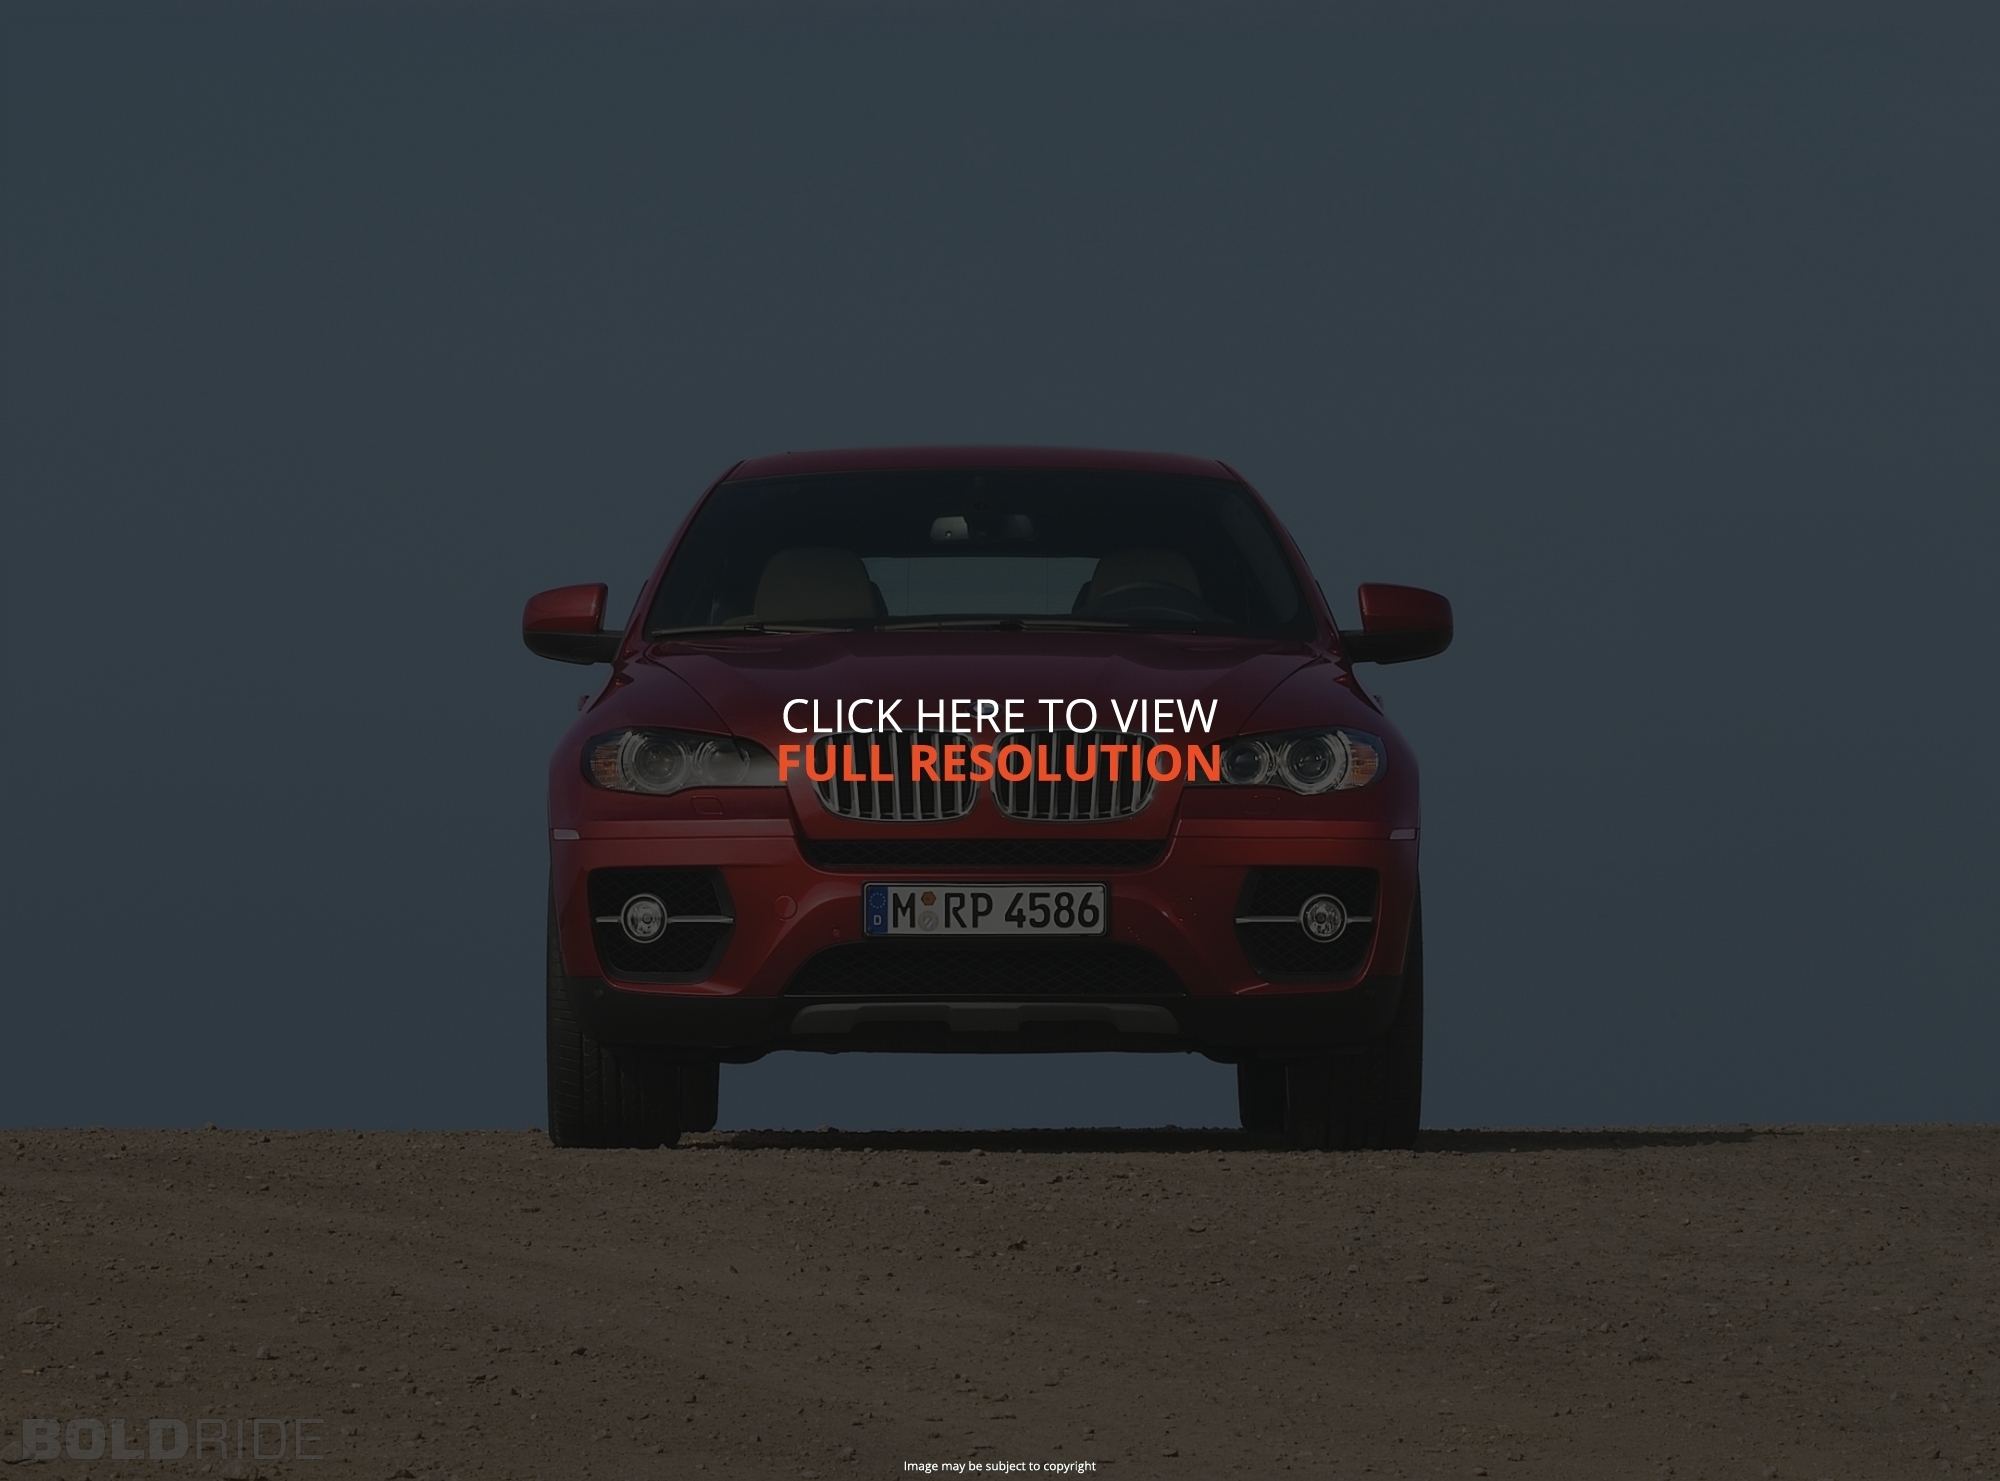 CLICK HERE TO VIEW
FULL RESOLUTION
D
M RP 4586
BOLDRIDE
Image may be subject to copyright